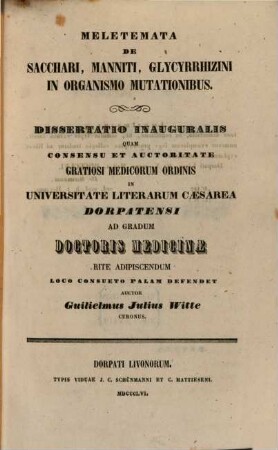 MELETEMATA
DE
SACCHARI, MANNITI, GLYCYRRHIZINI
IN ORGANISMO MUTATIONIBUS.
DISSERTATIO INAUGURALIS
QUAM
CONSENSU ET AUCTORITATE
GRATIOSI MEDICORUM ORDINIS
IN
UNIVERSITATE LITERARUM CÆSAREA
DORPATENSI
AD GRADUM
DOCTORIS MEDICINÆ
RITE ADIPISCENDUM
LOCO CONSUETO PALAM DEFENDET
AUCTOR
Guilielmus Julius Witte
CURONUS.
DORPATI LIVONORUM.
TYPIS VIDUAE J. C. SCHÜNMANNI ET C. MATTIESENI.
MDCCCLVI.